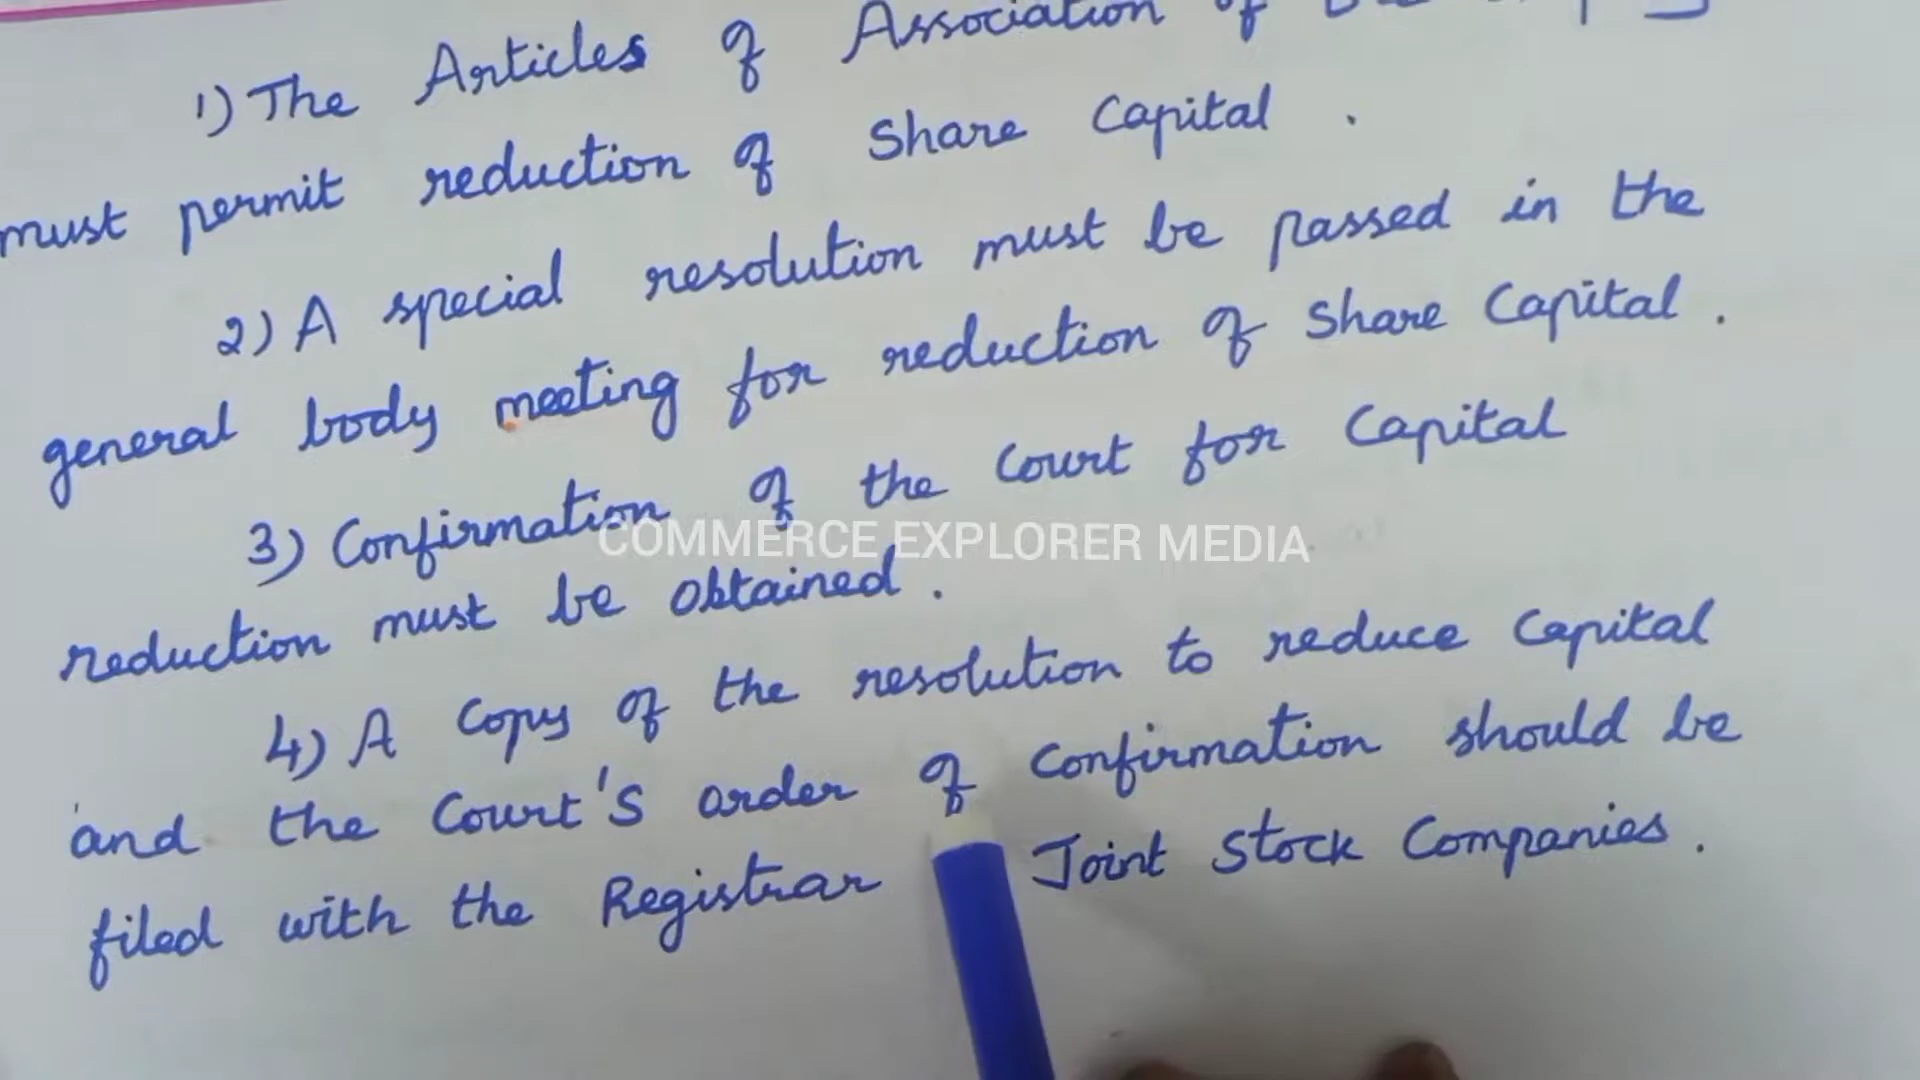 1) The Articles of Association of
must permit reduction of Share Capital .
2) A special resolution must be passed in the
general body meeting for reduction of Share Capital .
3) Confirmation of the Court for Capital
COMMERCE EXPLORER MEDIA
reduction must be obtained .
4) A Copy of the resolution to reduce Capital
and the Court's order of Confirmation should be
filed with the Registrar Joint Stock Companies .